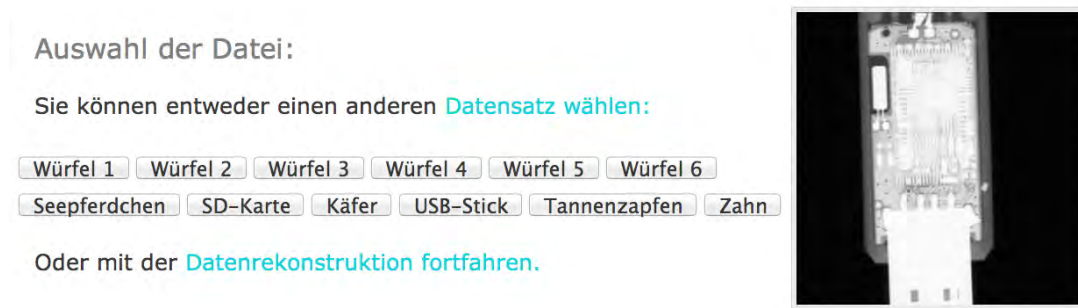 Auswahl der Datei:
Sie können entweder einen anderen Datensatz wählen:
Würfel 1 Würfel 2 Würfel 3 Würfel 4 Würfel 5 Würfel 6
Seepferdchen SD-Karte Käfer USB-Stick Tannenzapfen Zahn
Oder mit der Datenrekonstruktion fortfahren.